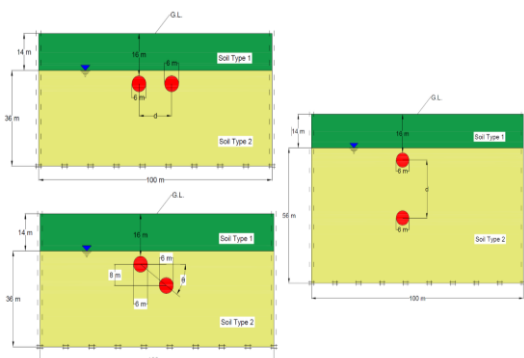 G.L.
14 m
16 m
6 m
Soil Type 1
6 m
d
36 m
Soil Type 2
100 m
G.L.
14 m
16 m
Soil Type 1
6 m
d
56 m
6 m
Soil Type 2
100 m
G.L.
14 m
16 m
Soil Type 1
6 m
8 m
θ
6 m
36 m
Soil Type 2